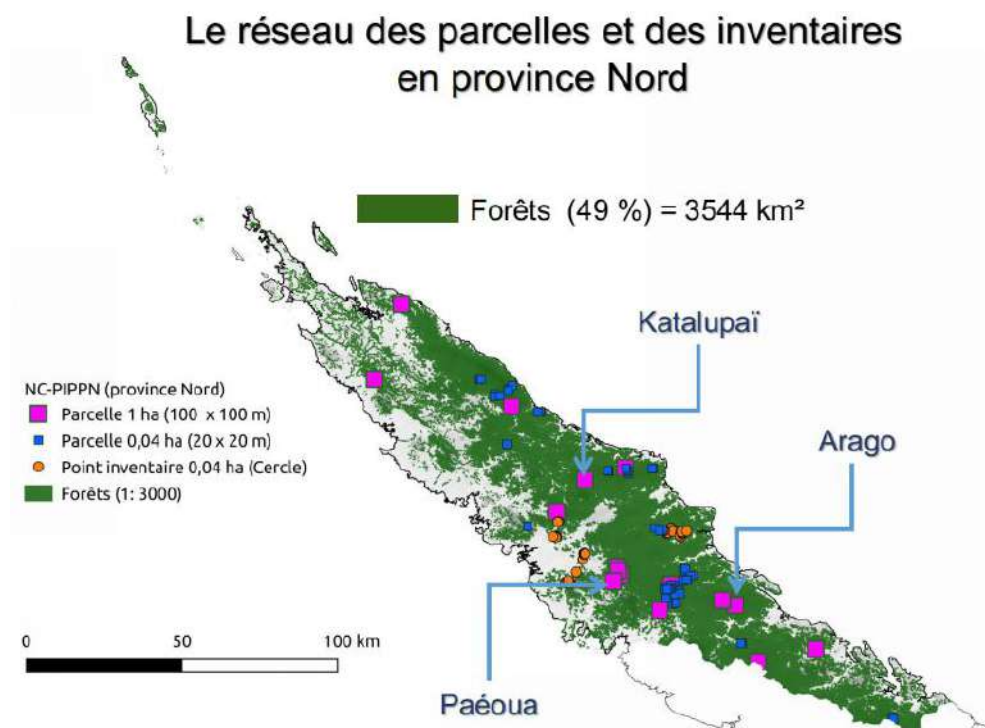 Le réseau des parcelles et des inventaires
en province Nord
Forêts (49 %) = 3544 km²
Katalupaï
Arago
NC-PIPPN (province Nord)
Parcelle 1 ha (100 x 100 m)
Parcelle 0,04 ha (20 x 20 m)
Point inventaire 0,04 ha (Cercle)
Forêts (1: 3000)
0 50 100 km
Paéoua